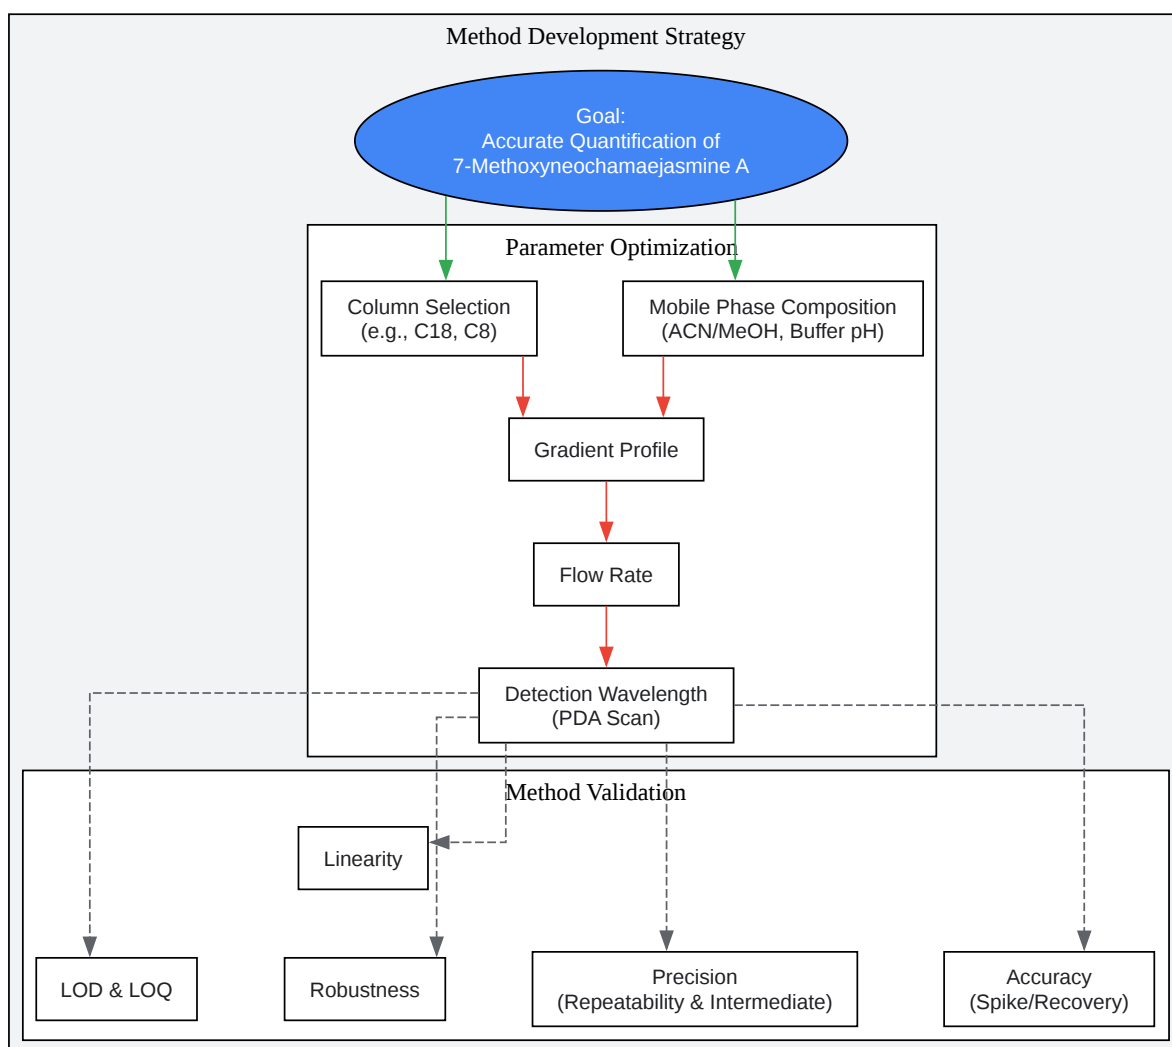 Method Development Strategy
Goal:
Accurate Quantification of
7-Methoxyneochamaejasmine A
Parameter Optimization
Column Selection
(e.g., C18, C8)
Mobile Phase Composition
(ACN/MeOH, Buffer pH)
Gradient Profile
Flow Rate
Detection Wavelength
(PDA Scan)
Method Validation
Linearity
LOD & LOQ
Robustness
Precision
(Repeatability & Intermediate)
Accuracy
(Spike/Recovery)